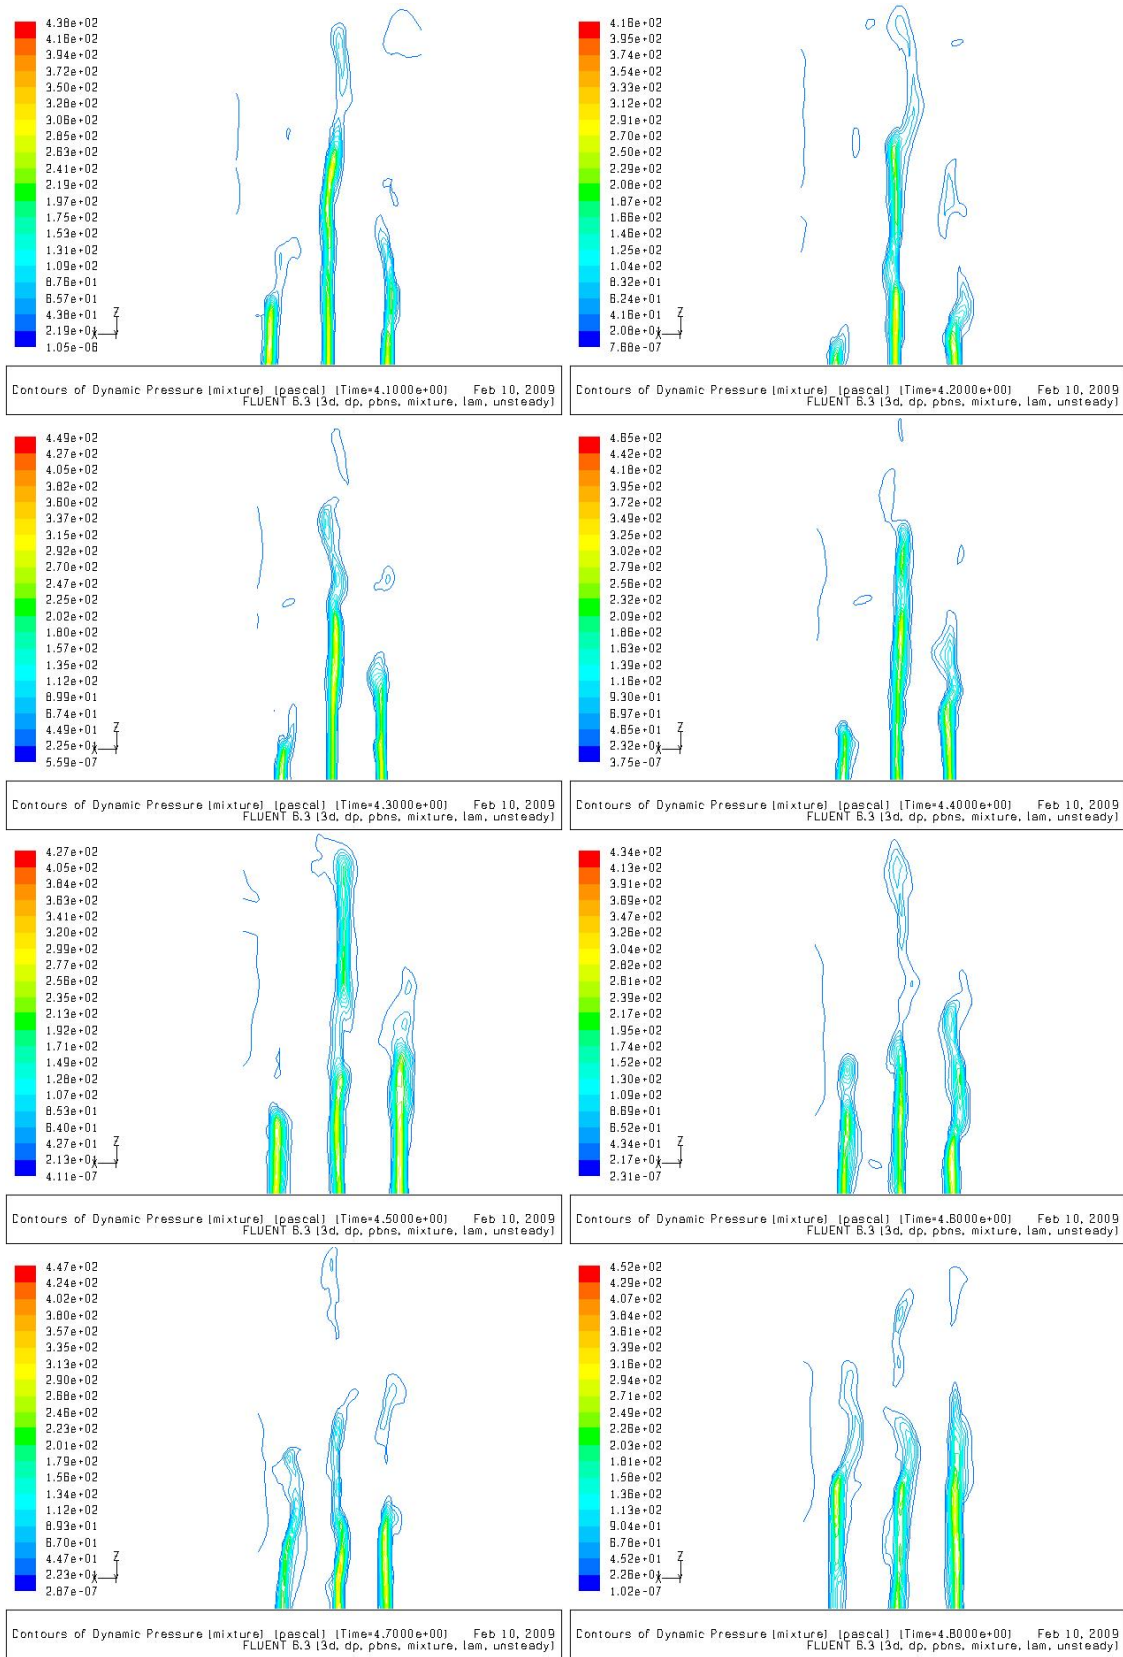 4.38e+02
4.16e+02
3.94e+02
3.72e+02
3.50e+02
3.28e+02
3.06e+02
2.85e+02
2.63e+02
2.41e+02
2.19e+02
1.97e+02
1.75e+02
1.53e+02
1.31e+02
1.09e+02
8.76e+01
6.57e+01
4.38e+01
2.19e+01
1.05e-06
Z
X Y
Contours of Dynamic Pressure (mixture) (pascal) (Time=4.1000e+00) Feb 10, 2009
FLUENT 6.3 (3d, dp, pbns, mixture, lam, unsteady)
4.16e+02
3.95e+02
3.74e+02
3.54e+02
3.33e+02
3.12e+02
2.91e+02
2.70e+02
2.50e+02
2.29e+02
2.08e+02
1.87e+02
1.66e+02
1.46e+02
1.25e+02
1.04e+02
8.32e+01
6.24e+01
4.16e+01
2.08e+01
7.68e-07
Z
X Y
Contours of Dynamic Pressure (mixture) (pascal) (Time=4.2000e+00) Feb 10, 2009
FLUENT 6.3 (3d, dp, pbns, mixture, lam, unsteady)
4.49e+02
4.27e+02
4.05e+02
3.82e+02
3.60e+02
3.37e+02
3.15e+02
2.92e+02
2.70e+02
2.47e+02
2.25e+02
2.02e+02
1.80e+02
1.57e+02
1.35e+02
1.12e+02
8.99e+01
6.74e+01
4.49e+01
2.25e+01
5.59e-07
Z
X Y
Contours of Dynamic Pressure (mixture) (pascal) (Time=4.3000e+00) Feb 10, 2009
FLUENT 6.3 (3d, dp, pbns, mixture, lam, unsteady)
4.65e+02
4.42e+02
4.18e+02
3.95e+02
3.72e+02
3.49e+02
3.25e+02
3.02e+02
2.79e+02
2.56e+02
2.32e+02
2.09e+02
1.86e+02
1.63e+02
1.39e+02
1.16e+02
9.30e+01
6.97e+01
4.65e+01
2.32e+01
3.75e-07
Z
X Y
Contours of Dynamic Pressure (mixture) (pascal) (Time=4.4000e+00) Feb 10, 2009
FLUENT 6.3 (3d, dp, pbns, mixture, lam, unsteady)
4.27e+02
4.05e+02
3.84e+02
3.63e+02
3.41e+02
3.20e+02
2.99e+02
2.77e+02
2.56e+02
2.35e+02
2.13e+02
1.92e+02
1.71e+02
1.49e+02
1.28e+02
1.07e+02
8.53e+01
6.40e+01
4.27e+01
2.13e+01
4.11e-07
Z
X Y
Contours of Dynamic Pressure (mixture) (pascal) (Time=4.5000e+00) Feb 10, 2009
FLUENT 6.3 (3d, dp, pbns, mixture, lam, unsteady)
4.34e+02
4.13e+02
3.91e+02
3.69e+02
3.47e+02
3.26e+02
3.04e+02
2.82e+02
2.61e+02
2.39e+02
2.17e+02
1.95e+02
1.74e+02
1.52e+02
1.30e+02
1.09e+02
8.69e+01
6.52e+01
4.34e+01
2.17e+01
2.31e-07
Z
X Y
Contours of Dynamic Pressure (mixture) (pascal) (Time=4.6000e+00) Feb 10, 2009
FLUENT 6.3 (3d, dp, pbns, mixture, lam, unsteady)
4.47e+02
4.24e+02
4.02e+02
3.80e+02
3.57e+02
3.35e+02
3.13e+02
2.90e+02
2.68e+02
2.46e+02
2.23e+02
2.01e+02
1.79e+02
1.56e+02
1.34e+02
1.12e+02
8.93e+01
6.70e+01
4.47e+01
2.23e+01
2.67e-07
Z
X Y
Contours of Dynamic Pressure (mixture) (pascal) (Time=4.7000e+00) Feb 10, 2009
FLUENT 6.3 (3d, dp, pbns, mixture, lam, unsteady)
4.52e+02
4.29e+02
4.07e+02
3.84e+02
3.61e+02
3.39e+02
3.16e+02
2.94e+02
2.71e+02
2.49e+02
2.26e+02
2.03e+02
1.81e+02
1.58e+02
1.36e+02
1.13e+02
9.04e+01
6.78e+01
4.52e+01
2.26e+01
1.02e-07
Z
X Y
Contours of Dynamic Pressure (mixture) (pascal) (Time=4.8000e+00) Feb 10, 2009
FLUENT 6.3 (3d, dp, pbns, mixture, lam, unsteady)